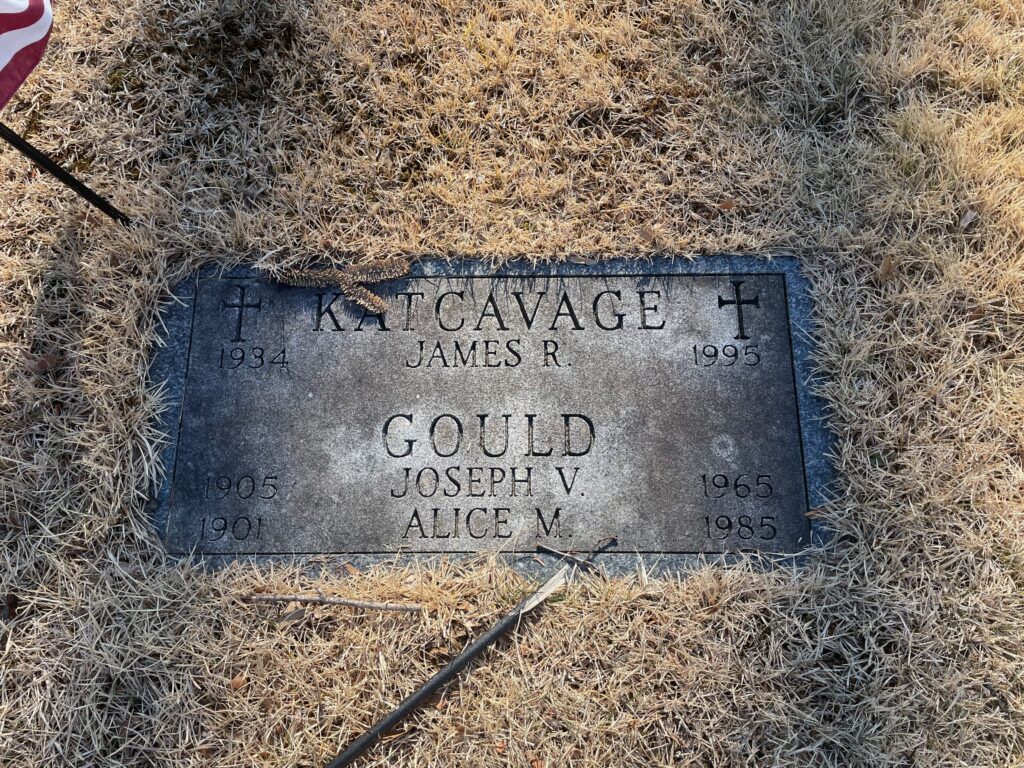 KATCAVAGE
1934 JAMES R. 1995
GOULD
1905 JOSEPH V. 1965
1901 ALICE M. 1985